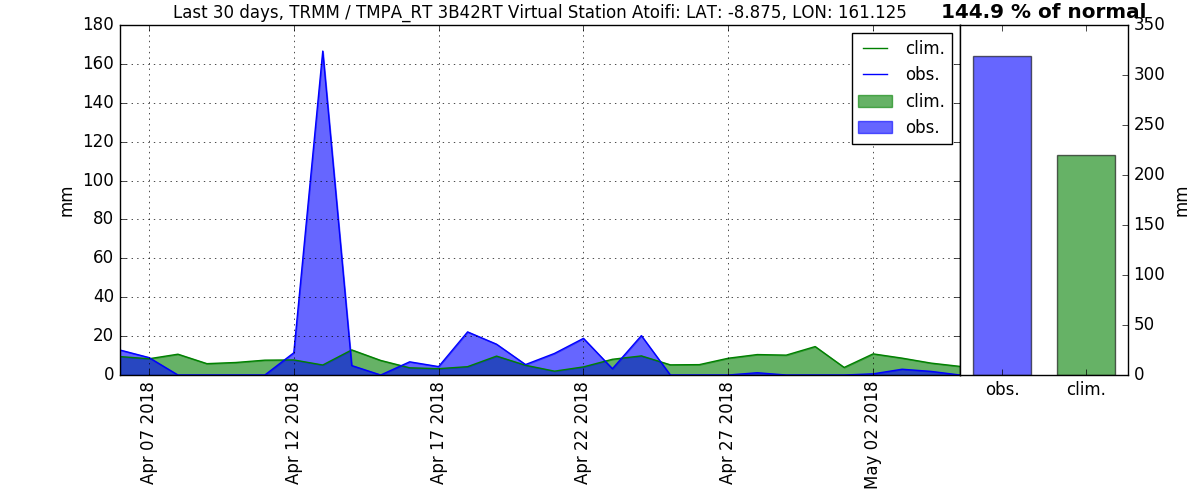 Last 30 days, TRMM / TMPA_RT 3B42RT Virtual Station Atoifi: LAT: -8.875, LON: 161.125
144.9 % of normal
180
160
140
120
100
80
60
40
20
0
mm
clim.
obs.
clim.
obs.
Apr 07 2018
Apr 12 2018
Apr 17 2018
Apr 22 2018
Apr 27 2018
May 02 2018
350
300
250
200
150
100
50
0
mm
obs.
clim.